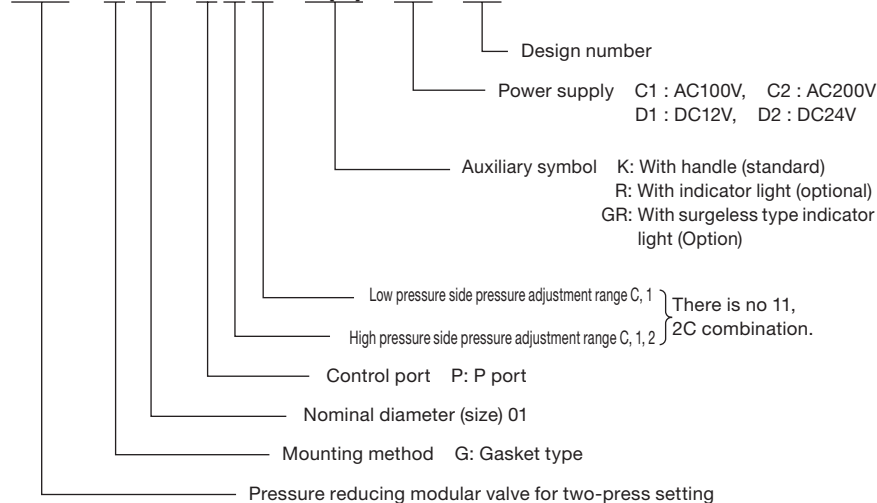 Design number
Power supply C1 : AC100V, C2 : AC200V
D1 : DC12V, D2 : DC24V
Auxiliary symbol K: With handle (standard)
R: With indicator light (optional)
GR: With surgeless type indicator
light (Option)
Low pressure side pressure adjustment range C, 1
High pressure side pressure adjustment range C, 1, 2
There is no 11,
2C combination.
Control port P: P port
Nominal diameter (size) 01
Mounting method G: Gasket type
Pressure reducing modular valve for two-press setting